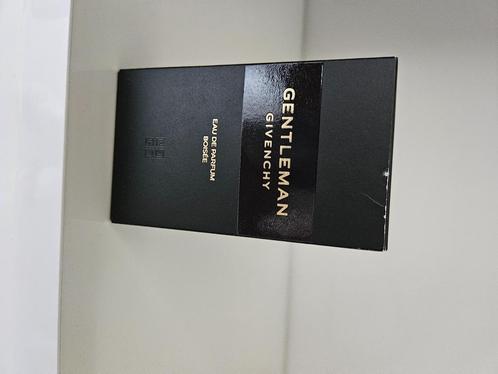 GENTLEMAN
GIVENCHY
EAU DE PARFUM
BOISÉE